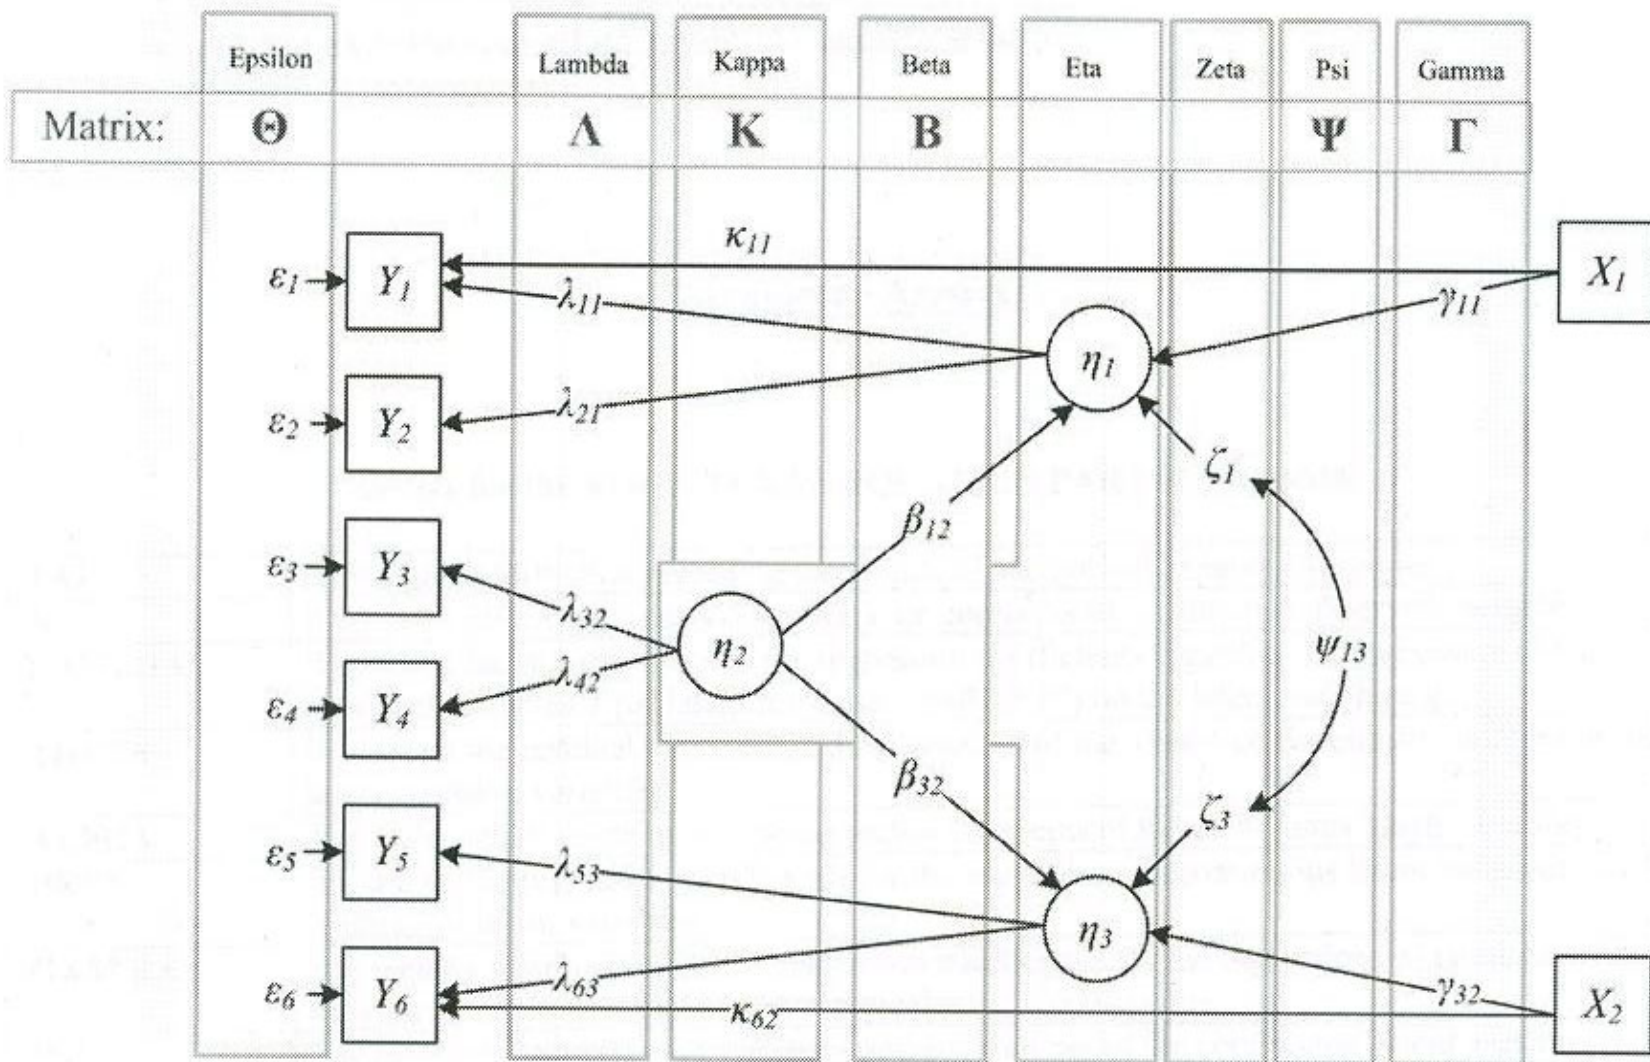 Epsilon Lambda Kappa Beta Eta Zeta Psi Gamma
Matrix: Θ Λ K B Ψ Γ
κ11
ε1 Y1 λ11 γ11 X1
η1
ε2 Y2 λ21
ζ1
β12
ε3 Y3 λ32
η2 ψ13
ε4 Y4 λ42
β32
ζ3
ε5 Y5 λ53
η3
ε6 Y6 λ63 γ32 X2
κ62